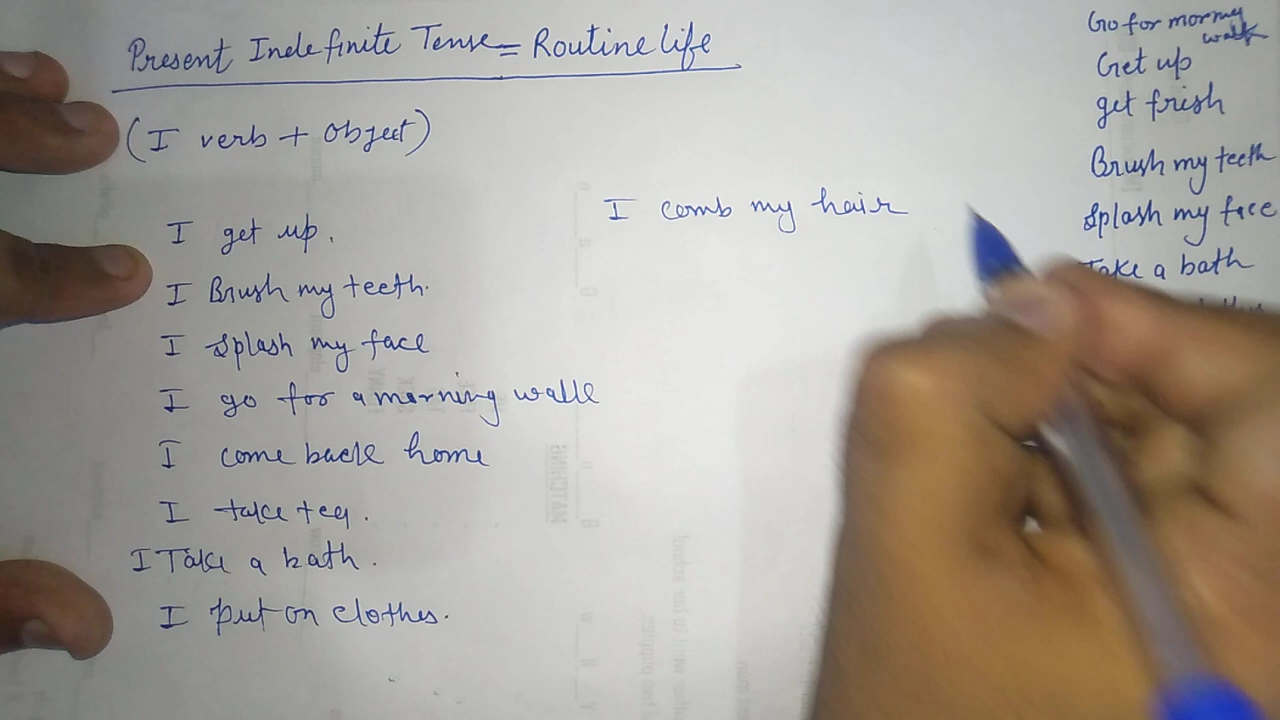 Present Indefinite Tense = Routine life
(I verb + object)
I get up.
I Brush my teeth.
I splash my face
I go for a morning walk
I come back home
I take tea.
I Take a bath.
I put on clothes.
I comb my hair
Go for morning
walk
Get up
get frish
Brush my teeth
splash my face
Take a bath